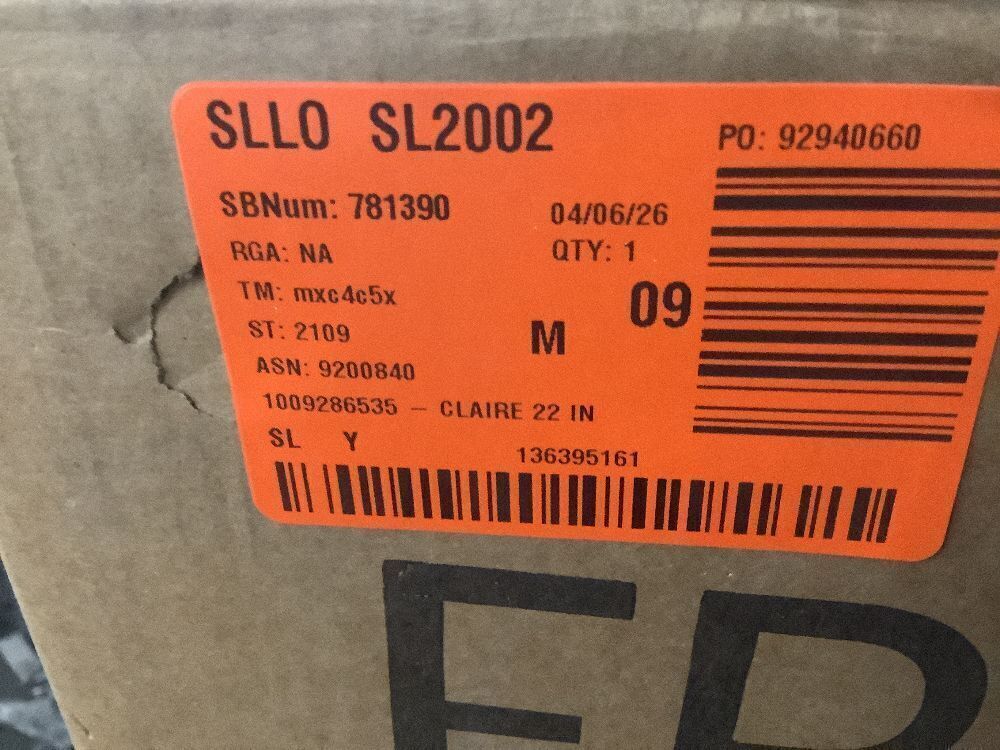 SLLO SL2002
PO: 92940660
SBNum: 781390
04/06/26
RGA: NA
QTY: 1
TM: mxc4c5x
09
ST: 2109
M
ASN: 9200840
1009286535 – CLAIRE 22 IN
SL Y
136395161